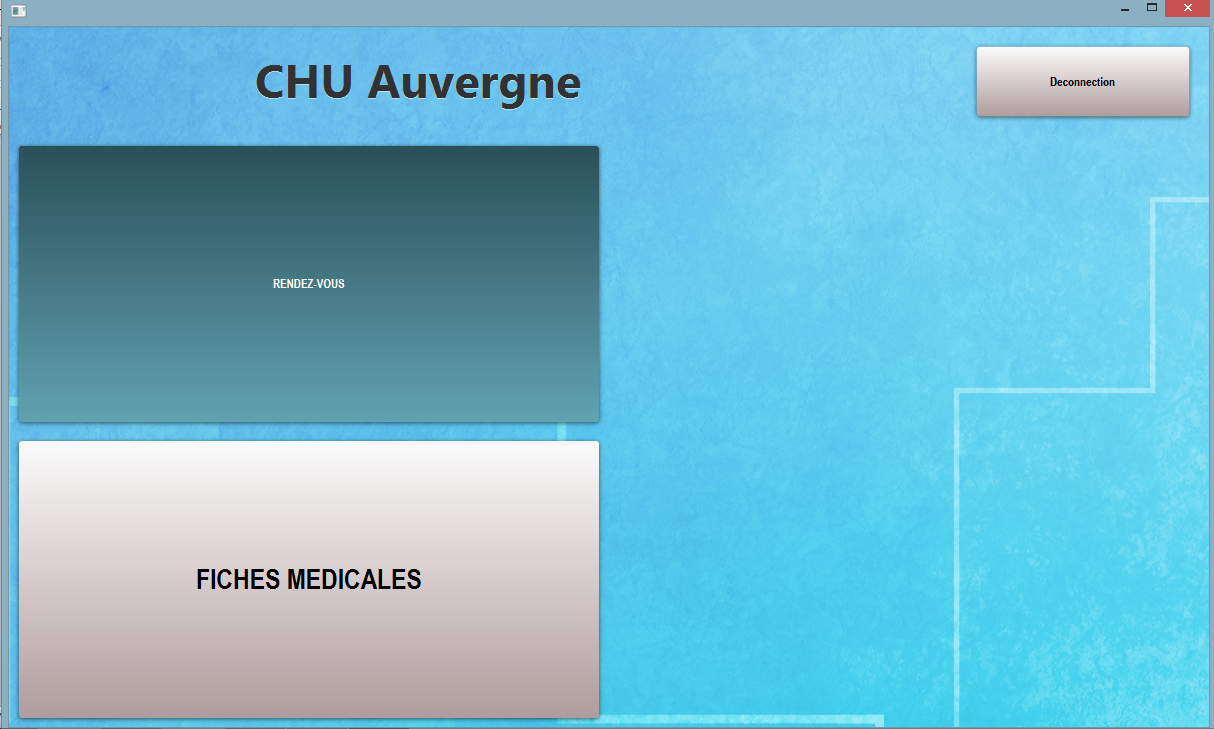 CHU Auvergne
Deconnection
RENDEZ-VOUS
FICHES MEDICALES